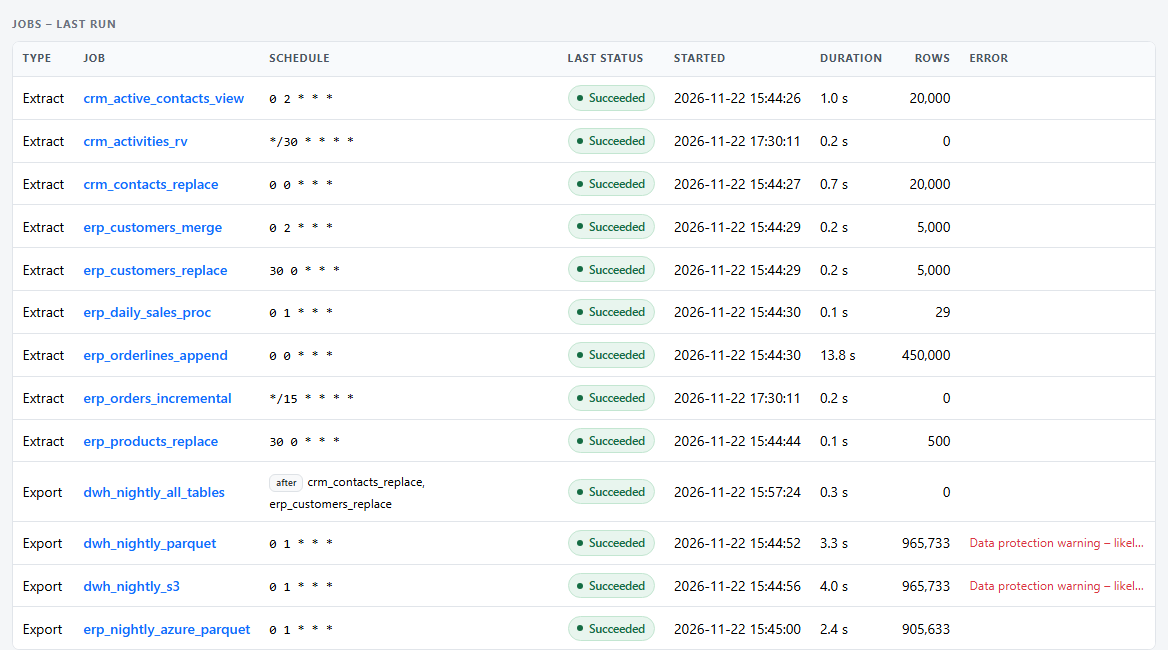 JOBS – LAST RUN
TYPE JOB SCHEDULE LAST STATUS STARTED DURATION ROWS ERROR
Extract crm_active_contacts_view 0 2 * * * Succeeded 2026-11-22 15:44:26 1.0 s 20,000
Extract crm_activities_rv */30 * * * * Succeeded 2026-11-22 17:30:11 0.2 s 0
Extract crm_contacts_replace 0 0 * * * Succeeded 2026-11-22 15:44:27 0.7 s 20,000
Extract erp_customers_merge 0 2 * * * Succeeded 2026-11-22 15:44:29 0.2 s 5,000
Extract erp_customers_replace 30 0 * * * Succeeded 2026-11-22 15:44:29 0.2 s 5,000
Extract erp_daily_sales_proc 0 1 * * * Succeeded 2026-11-22 15:44:30 0.1 s 29
Extract erp_orderlines_append 0 0 * * * Succeeded 2026-11-22 15:44:30 13.8 s 450,000
Extract erp_orders_incremental */15 * * * * Succeeded 2026-11-22 17:30:11 0.2 s 0
Extract erp_products_replace 30 0 * * * Succeeded 2026-11-22 15:44:44 0.1 s 500
Export dwh_nightly_all_tables after crm_contacts_replace, Succeeded 2026-11-22 15:57:24 0.3 s 0
erp_customers_replace
Export dwh_nightly_parquet 0 1 * * * Succeeded 2026-11-22 15:44:52 3.3 s 965,733 Data protection warning – likel...
Export dwh_nightly_s3 0 1 * * * Succeeded 2026-11-22 15:44:56 4.0 s 965,733 Data protection warning – likel...
Export erp_nightly_azure_parquet 0 1 * * * Succeeded 2026-11-22 15:45:00 2.4 s 905,633